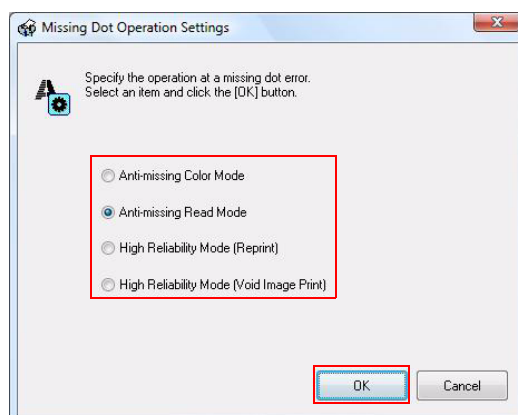 Missing Dot Operation Settings
Specify the operation at a missing dot error.
Select an item and click the [OK] button.
Anti-missing Color Mode
Anti-missing Read Mode
High Reliability Mode (Reprint)
High Reliability Mode (Void Image Print)
OK
Cancel